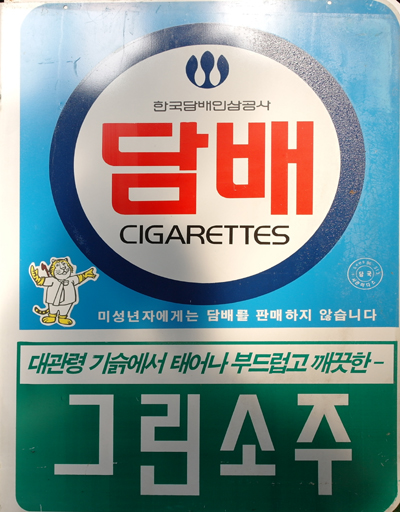 한국담배인삼공사
담배
CIGARETTES
미성년자에게는 담배를 판매하지 않습니다
대관령 기슭에서 태어나 부드럽고 깨끗한-
그린소주